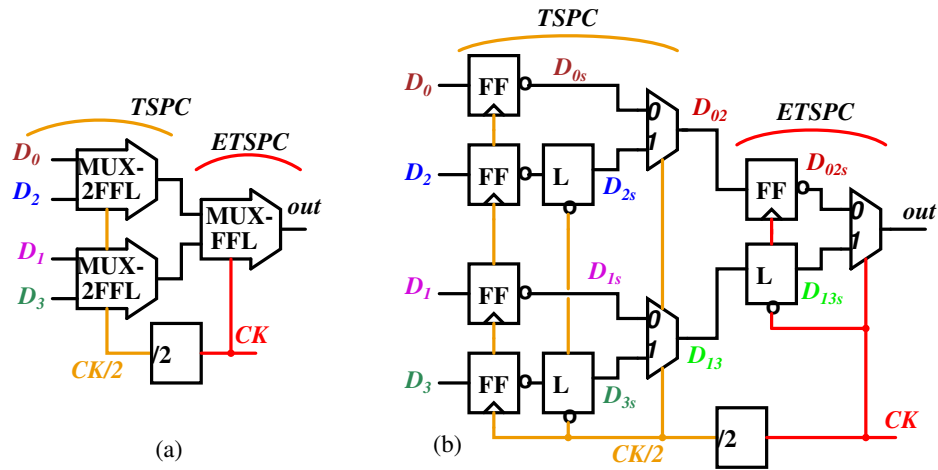 TSPC
ETSPC
D0
D2
D1
D3
MUX-
2FFL
MUX-
2FFL
MUX-
FFL
out
/2
CK/2
CK
(a)
TSPC
ETSPC
D0
FF
D0s
0
1
D02
D2
FF
L
D2s
D02s
FF
0
1
out
D1
FF
D1s
0
1
L
D13s
D13
D3
FF
L
D3s
CK/2
/2
CK
(b)